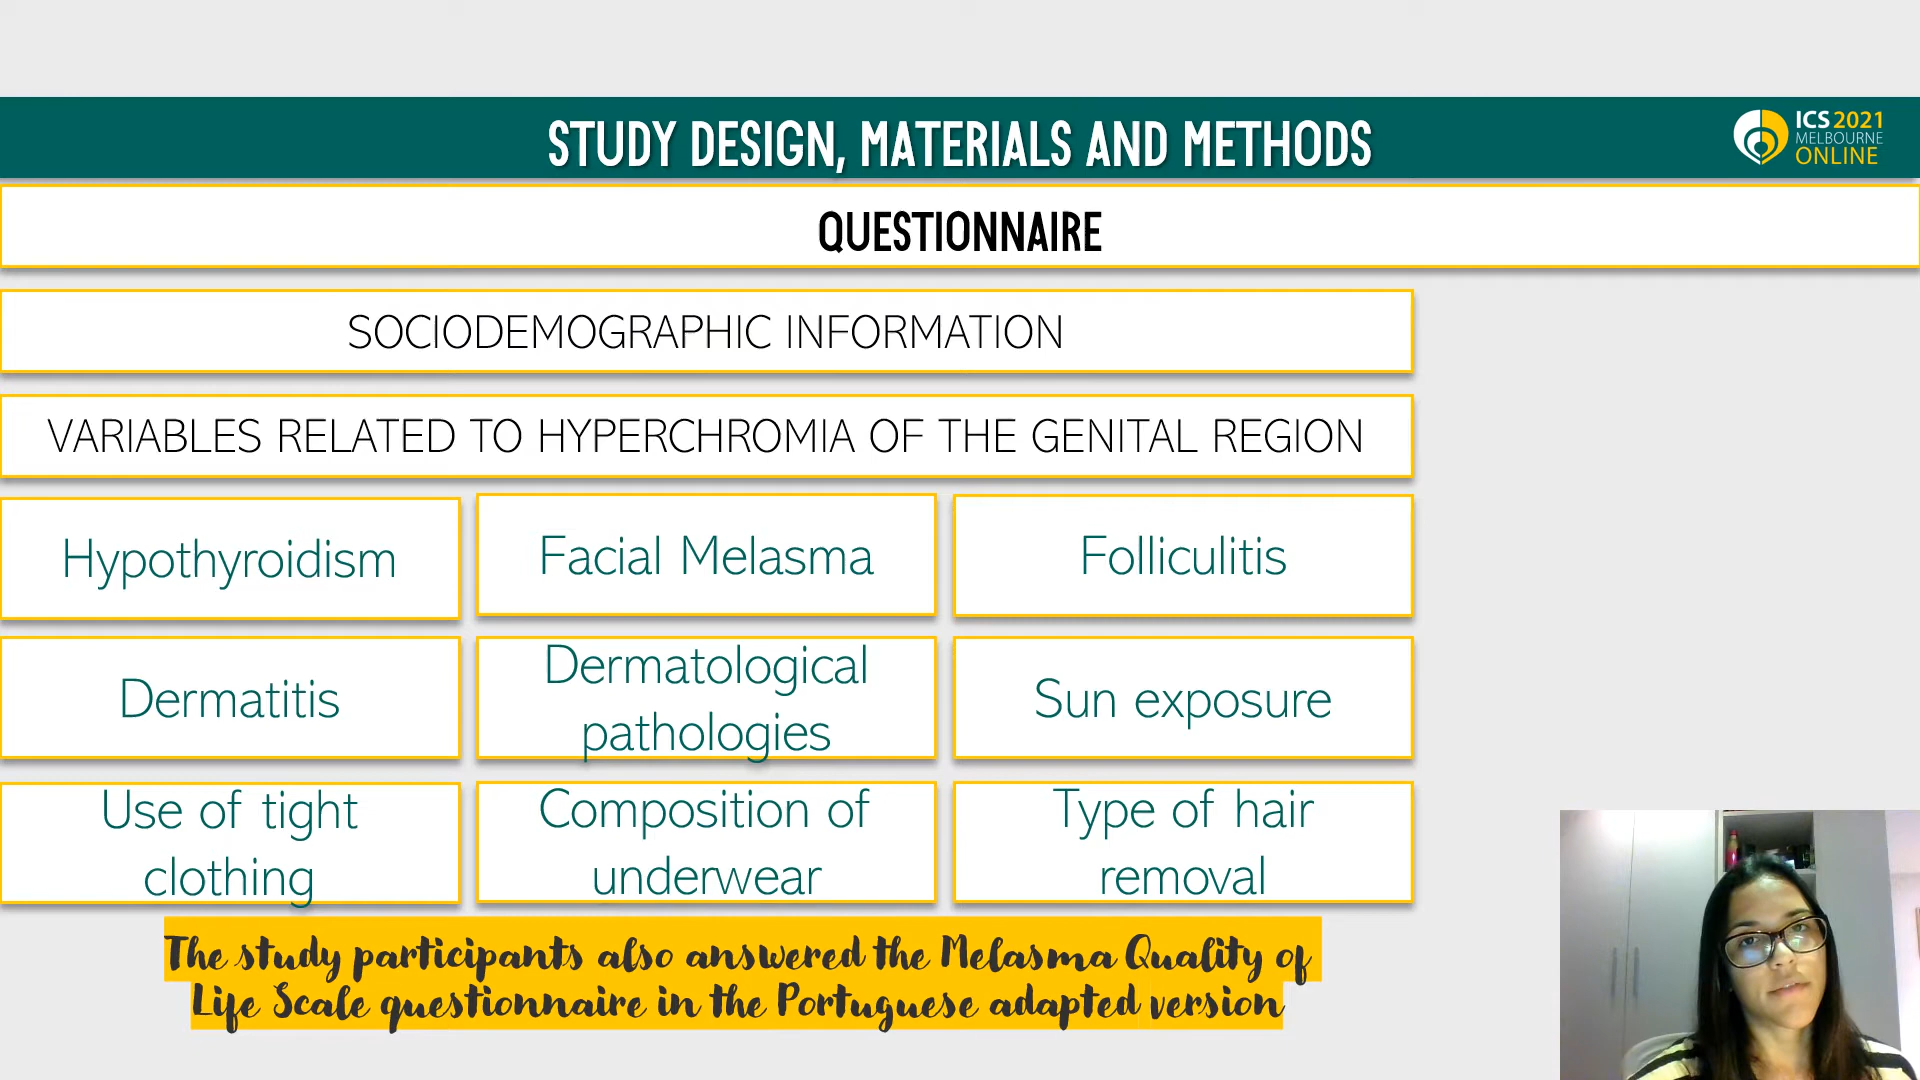 STUDY DESIGN, MATERIALS AND METHODS
ICS 2021
MELBOURNE
ONLINE
QUESTIONNAIRE
SOCIODEMOGRAPHIC INFORMATION
VARIABLES RELATED TO HYPERCHROMIA OF THE GENITAL REGION
Hypothyroidism
Facial Melasma
Folliculitis
Dermatitis
Dermatological
pathologies
Sun exposure
Use of tight
clothing
Composition of
underwear
Type of hair
removal
The study participants also answered the Melasma Quality of
Life Scale questionnaire in the Portuguese adapted version